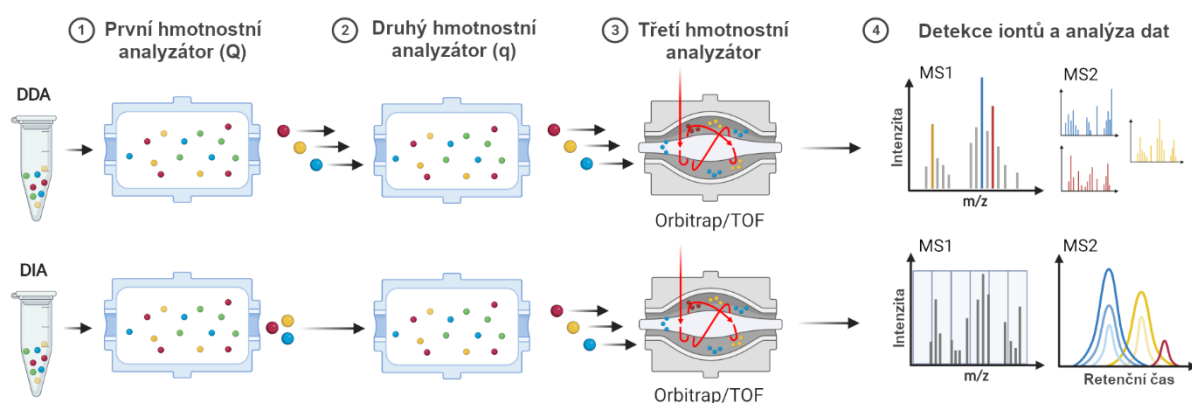 1
První hmotnostní
analyzátor (Q)
2
Druhý hmotnostní
analyzátor (q)
3
Třetí hmotnostní
analyzátor
4
Detekce iontů a analýza dat
DDA
Orbitrap/TOF
MS1
Intenzita
m/z
MS2
DIA
Orbitrap/TOF
MS1
Intenzita
m/z
MS2
Retenční čas